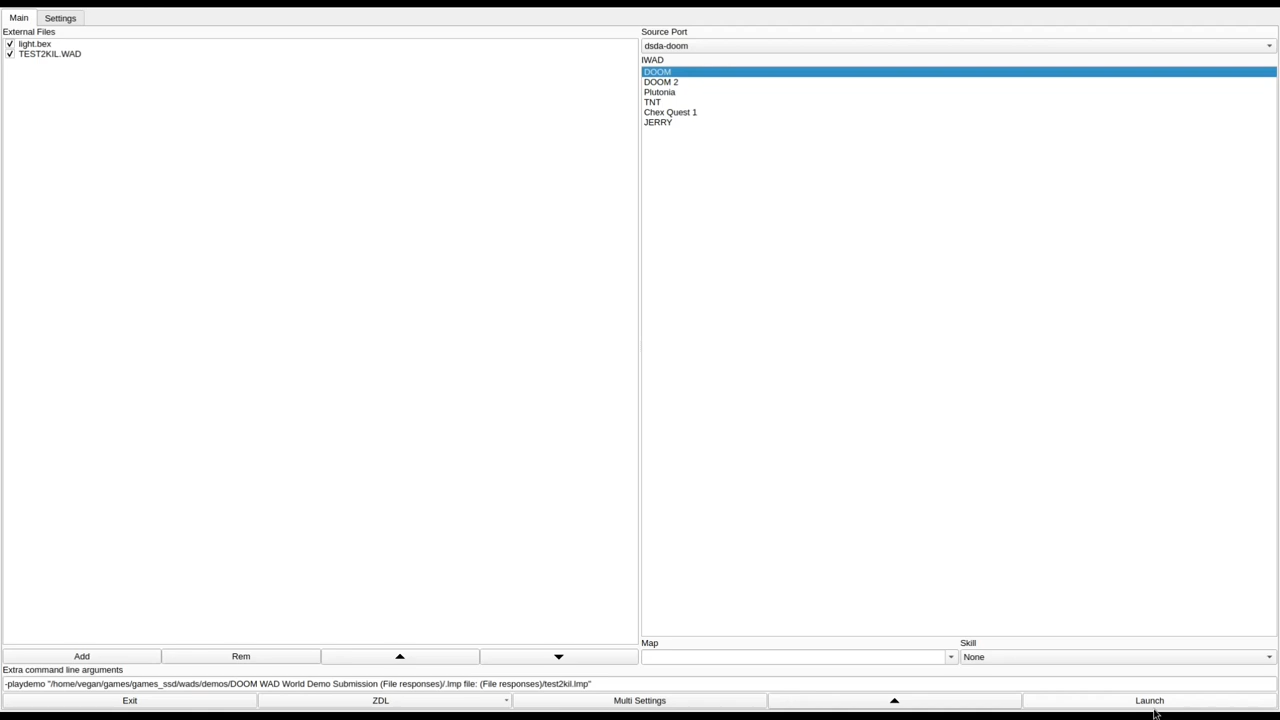 Main Settings
External Files
light.bex
TEST2KIL.WAD
Source Port
dsda-doom
IWAD
DOOM
DOOM 2
Plutonia
TNT
Chex Quest 1
JERRY
Map Skill
None
Add Rem
Extra command line arguments
-playdemo "/home/vegan/games/games_ssd/wads/demos/DOOM WAD World Demo Submission (File responses)/.lmp file: (File responses)/test2kil.lmp"
Exit ZDL Multi Settings Launch